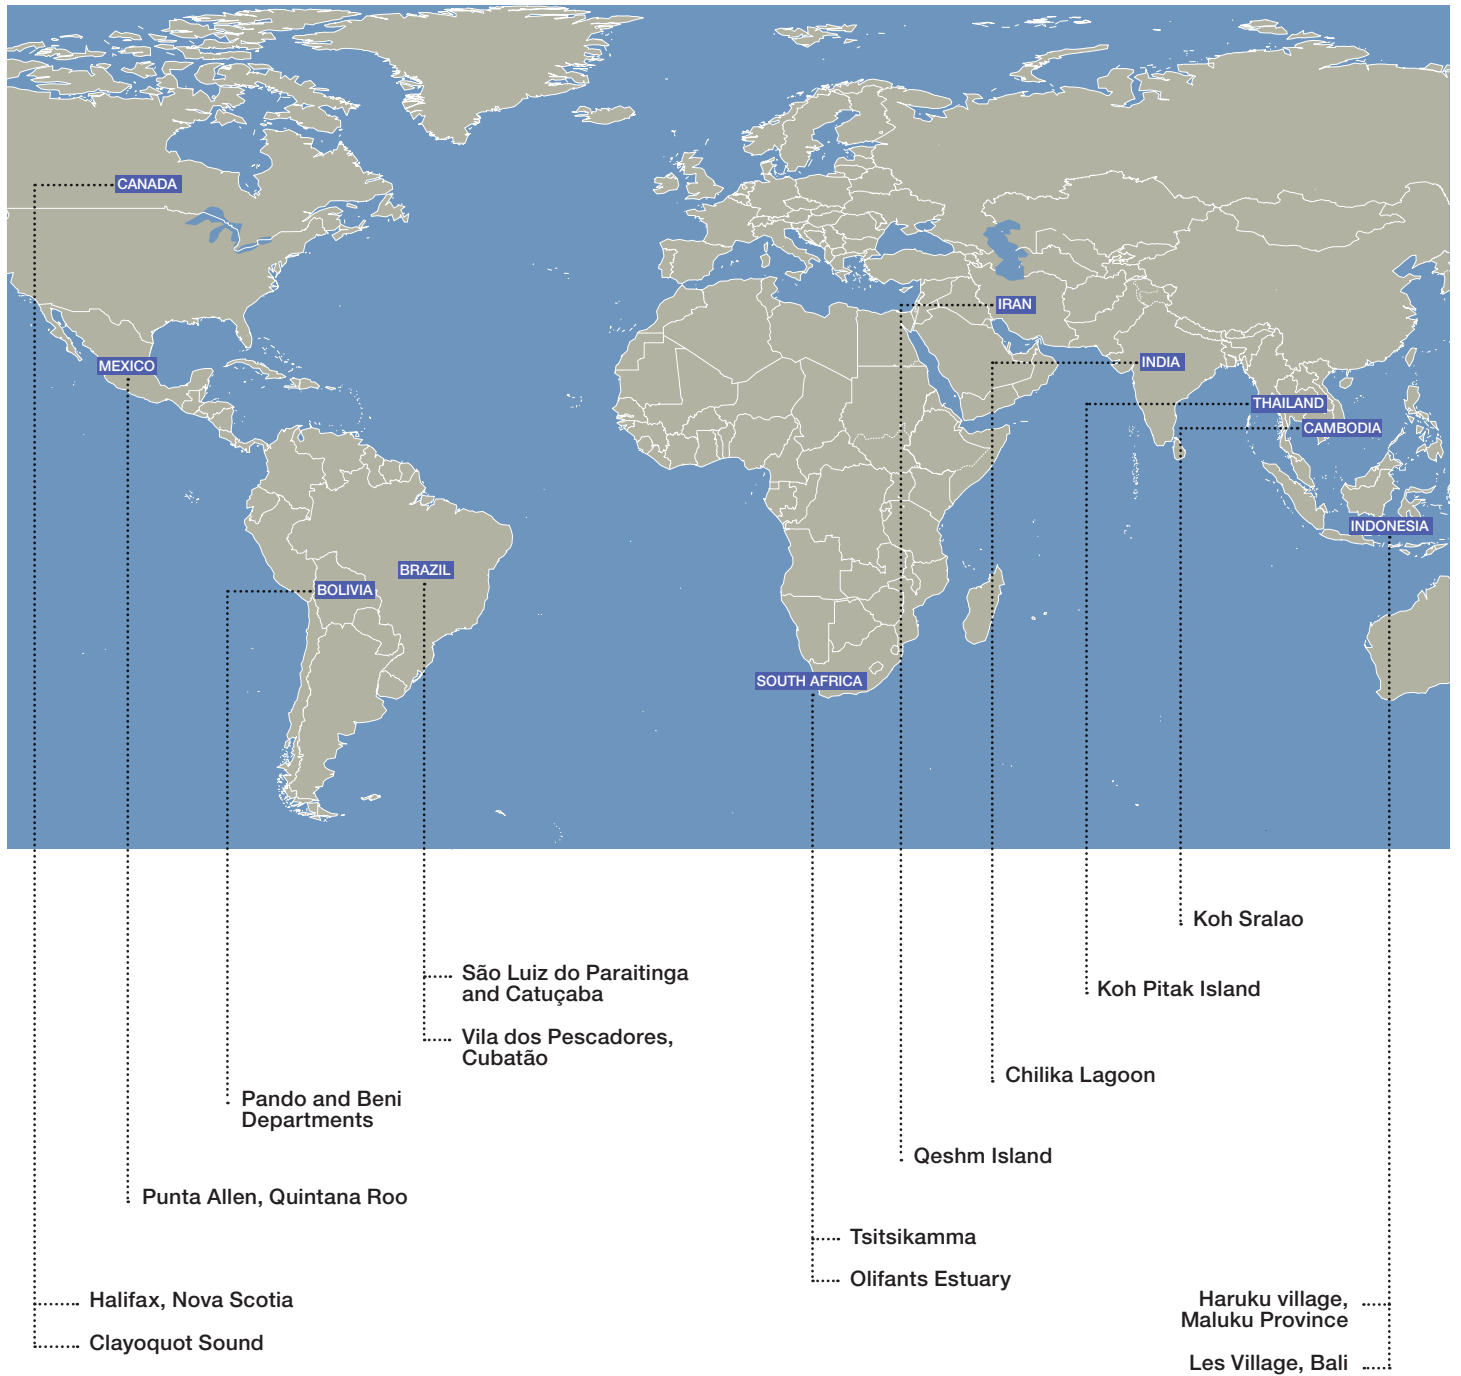 CANADA
IRAN
MEXICO
INDIA
THAILAND
CAMBODIA
INDONESIA
BRAZIL
BOLIVIA
SOUTH AFRICA
Koh Sralao
São Luiz do Paraitinga
and Catuçaba
Koh Pitak Island
Vila dos Pescadores,
Cubatão
Chilika Lagoon
Pando and Beni
Departments
Qeshm Island
Punta Allen, Quintana Roo
Tsitsikamma
Olifants Estuary
Halifax, Nova Scotia
Clayoquot Sound
Haruku village,
Maluku Province
Les Village, Bali